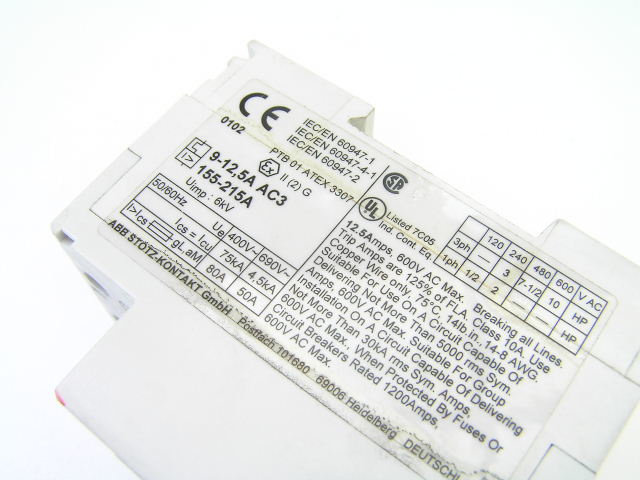 CE
0102
IEC/EN 60947-1
IEC/EN 60947-4-1
IEC/EN 60947-2
PTB 01 ATEX 3307
Ex II (2) G
9-12,5A AC3
155-215A
Uimp: 6kV
50/60Hz Ue 400V~ 690V~
Ics = Icu 75kA 4,5kA
>Ics gL,aM 80A 50A
ABB STOTZ-KONTAKT GmbH Postfach 101680 69006 Heidelberg DEUTSCHL
UL Listed 7C05
Ind. Cont. Eq.
120 240 480 600 V AC
3ph — 3 7-1/2 10 HP
1ph 1/2 2 — — HP
12.5Amps, 600V AC Max. Breaking all Lines.
Trip Amps are 125% of FLA, Class 10A, Use
Copper Wire only, 75°C, 14lb in., 14-8 AWG.
Suitable For Use On A Circuit Capable Of
Delivering Not More Than 5000 rms Sym.
Amps, 600V AC Max. Suitable For Group
Installation On A Circuit Capable Of Delivering
Not More Than 30kA rms Sym. Amps,
600V AC Max. When Protected By Fuses Or
Circuit Breakers Rated 1200Amps,
600V AC Max.